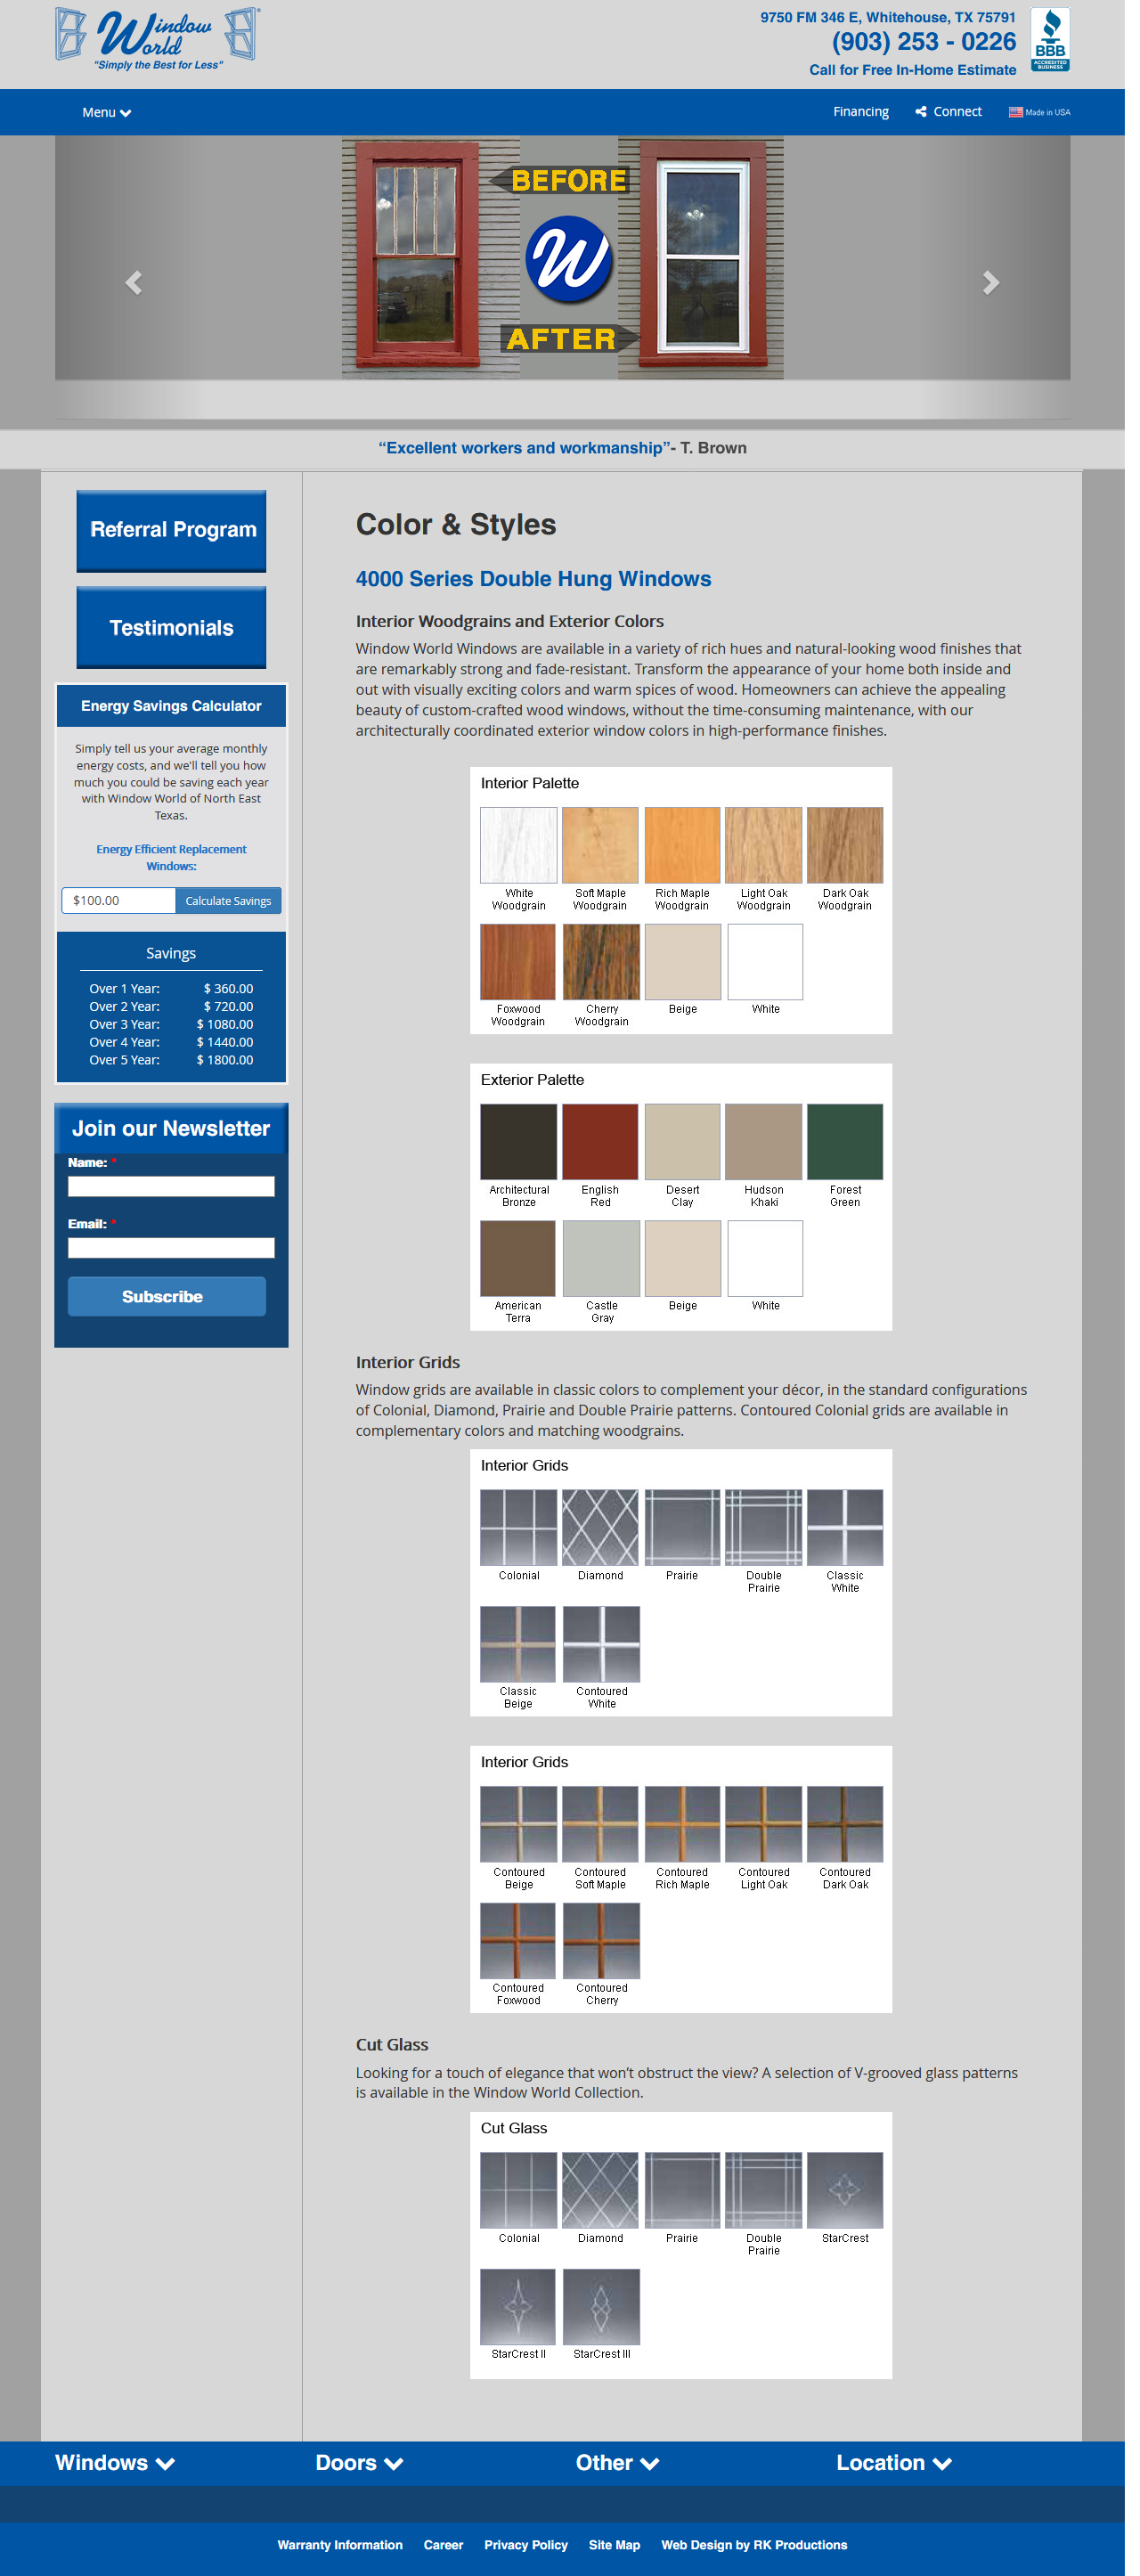 Window World®
"Simply the Best for Less"
9750 FM 346 E, Whitehouse, TX 75791
(903) 253 - 0226
Call for Free In-Home Estimate
BBB
ACCREDITED BUSINESS
Menu
Financing
Connect
Made in USA
BEFORE
W
AFTER
“Excellent workers and workmanship”- T. Brown
Referral Program
Testimonials
Energy Savings Calculator
Simply tell us your average monthly
energy costs, and we'll tell you how
much you could be saving each year
with Window World of North East
Texas.
Energy Efficient Replacement
Windows:
$100.00 Calculate Savings
Savings
Over 1 Year: $ 360.00
Over 2 Year: $ 720.00
Over 3 Year: $ 1080.00
Over 4 Year: $ 1440.00
Over 5 Year: $ 1800.00
Join our Newsletter
Name: *
Email: *
Subscribe
Color & Styles
4000 Series Double Hung Windows
Interior Woodgrains and Exterior Colors
Window World Windows are available in a variety of rich hues and natural-looking wood finishes that
are remarkably strong and fade-resistant. Transform the appearance of your home both inside and
out with visually exciting colors and warm spices of wood. Homeowners can achieve the appealing
beauty of custom-crafted wood windows, without the time-consuming maintenance, with our
architecturally coordinated exterior window colors in high-performance finishes.
Interior Palette
White Woodgrain
Soft Maple Woodgrain
Rich Maple Woodgrain
Light Oak Woodgrain
Dark Oak Woodgrain
Foxwood Woodgrain
Cherry Woodgrain
Beige
White
Exterior Palette
Architectural Bronze
English Red
Desert Clay
Hudson Khaki
Forest Green
American Terra
Castle Gray
Beige
White
Interior Grids
Window grids are available in classic colors to complement your décor, in the standard configurations
of Colonial, Diamond, Prairie and Double Prairie patterns. Contoured Colonial grids are available in
complementary colors and matching woodgrains.
Interior Grids
Colonial
Diamond
Prairie
Double Prairie
Classic White
Classic Beige
Contoured White
Interior Grids
Contoured Beige
Contoured Soft Maple
Contoured Rich Maple
Contoured Light Oak
Contoured Dark Oak
Contoured Foxwood
Contoured Cherry
Cut Glass
Looking for a touch of elegance that won’t obstruct the view? A selection of V-grooved glass patterns
is available in the Window World Collection.
Cut Glass
Colonial
Diamond
Prairie
Double Prairie
StarCrest
StarCrest II
StarCrest III
Windows
Doors
Other
Location
Warranty Information Career Privacy Policy Site Map Web Design by RK Productions